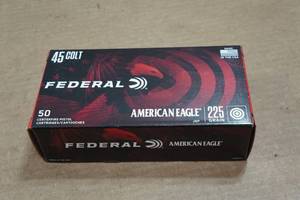 45 COLT
FEDERAL
50
CENTERFIRE PISTOL
CARTRIDGES/CARTOUCHES
AMERICAN EAGLE
225
GRAIN
FEDERAL
AMERICAN EAGLE